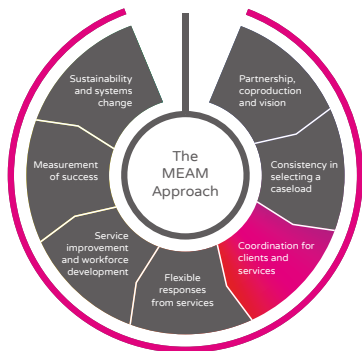 The
MEAM
Approach
Partnership,
coproduction
and vision
Consistency in
selecting a
caseload
Coordination for
clients and
services
Flexible
responses
from services
Service
improvement
and workforce
development
Measurement
of success
Sustainability
and systems
change